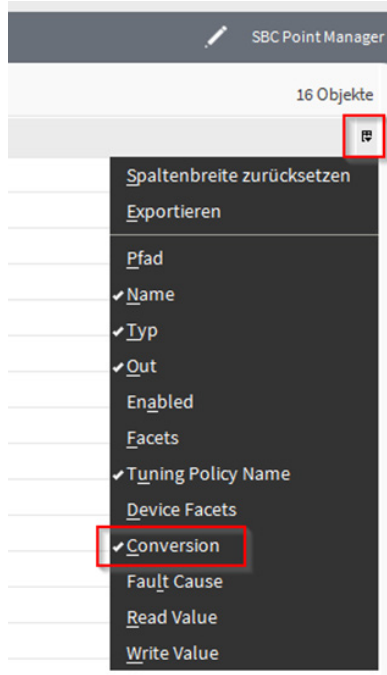 SBC Point Manager
16 Objekte
Spaltenbreite zurücksetzen
Exportieren
Pfad
Name
Typ
Out
Enabled
Facets
Tuning Policy Name
Device Facets
Conversion
Fault Cause
Read Value
Write Value